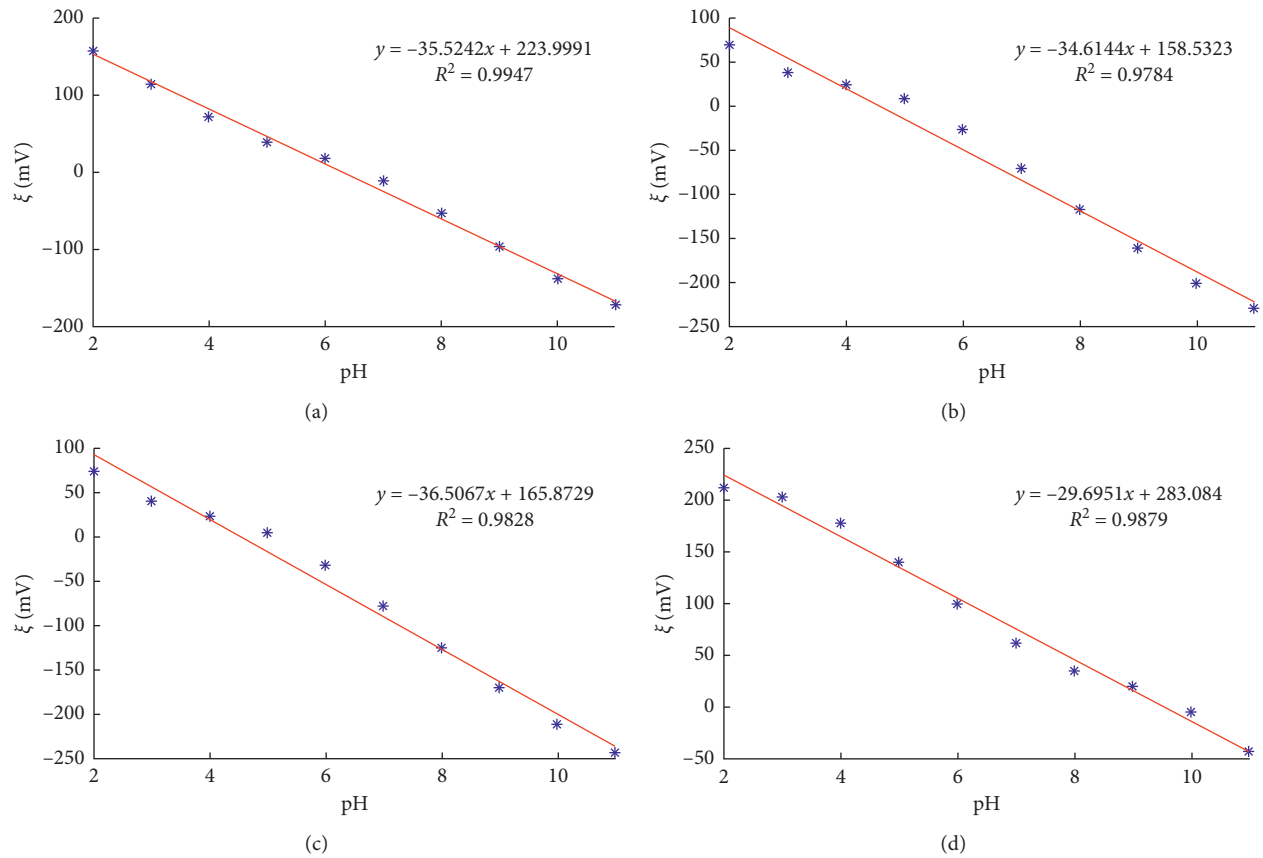 200
100
0
–100
–200
ξ (mV)
y = –35.5242x + 223.9991
R² = 0.9947
2
4
6
8
10
pH
(a)
100
50
0
–50
–100
–150
–200
–250
ξ (mV)
y = –34.6144x + 158.5323
R² = 0.9784
2
4
6
8
10
pH
(b)
100
50
0
–50
–100
–150
–200
–250
ξ (mV)
y = –36.5067x + 165.8729
R² = 0.9828
2
4
6
8
10
pH
(c)
250
200
150
100
50
0
–50
ξ (mV)
y = –29.6951x + 283.084
R² = 0.9879
2
4
6
8
10
pH
(d)